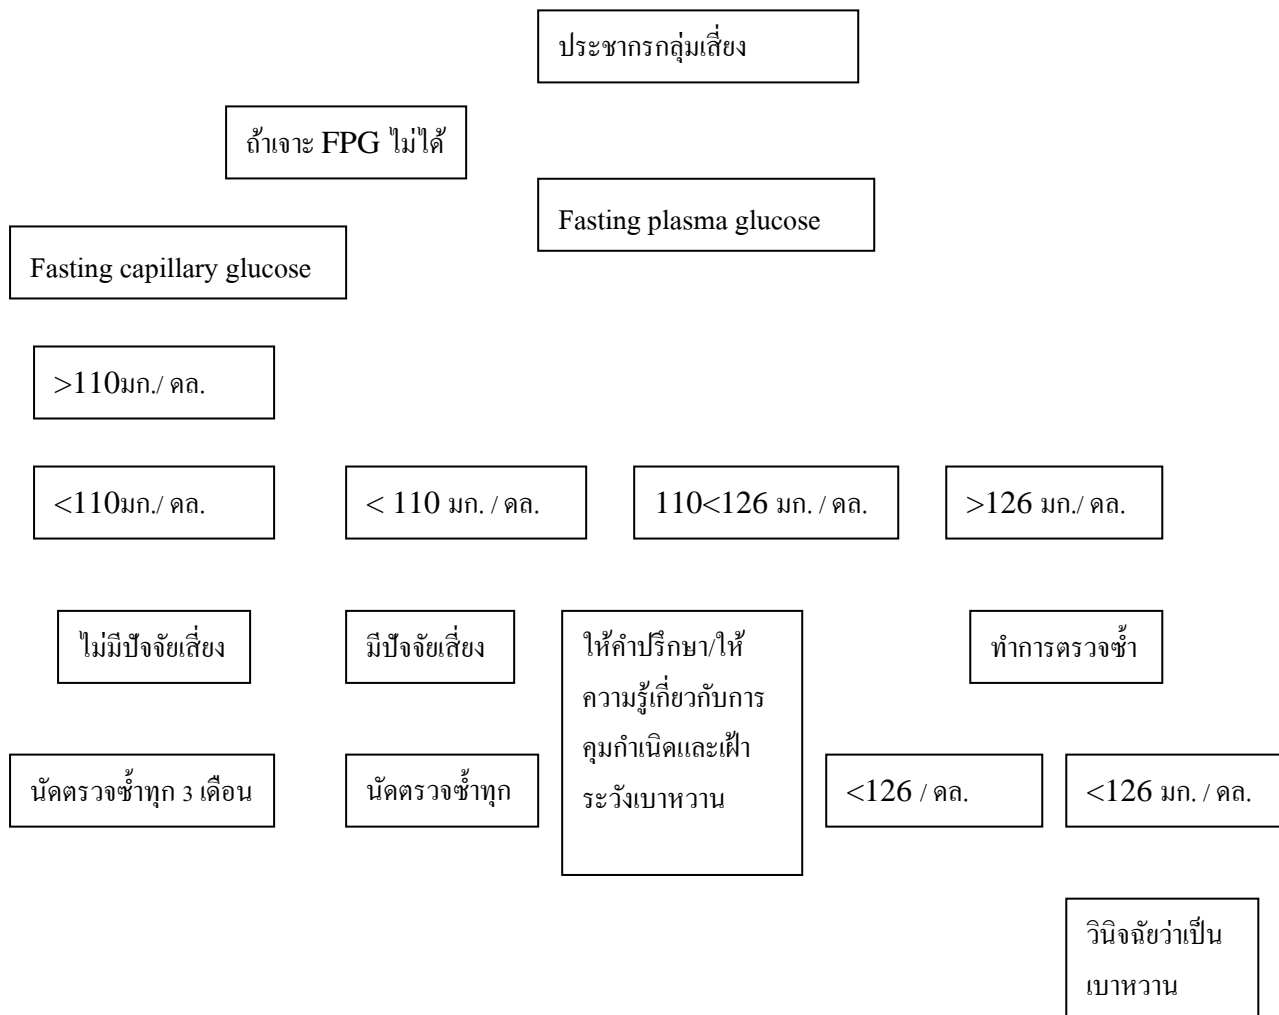 ประชากรกลุ่มเสี่ยง
ถ้าเจาะ FPG ไม่ได้
Fasting plasma glucose
Fasting capillary glucose
>110มก./ ดล.
<110มก./ ดล.
< 110 มก. / ดล.
110<126 มก. / ดล.
>126 มก./ ดล.
ไม่มีปัจจัยเสี่ยง
มีปัจจัยเสี่ยง
ให้คำปรึกษา/ให้
ความรู้เกี่ยวกับการ
คุมกำเนิดและเฝ้า
ระวังเบาหวาน
ทำการตรวจซ้ำ
นัดตรวจซ้ำทุก 3 เดือน
นัดตรวจซ้ำทุก
<126 / ดล.
<126 มก. / ดล.
วินิจฉัยว่าเป็น
เบาหวาน